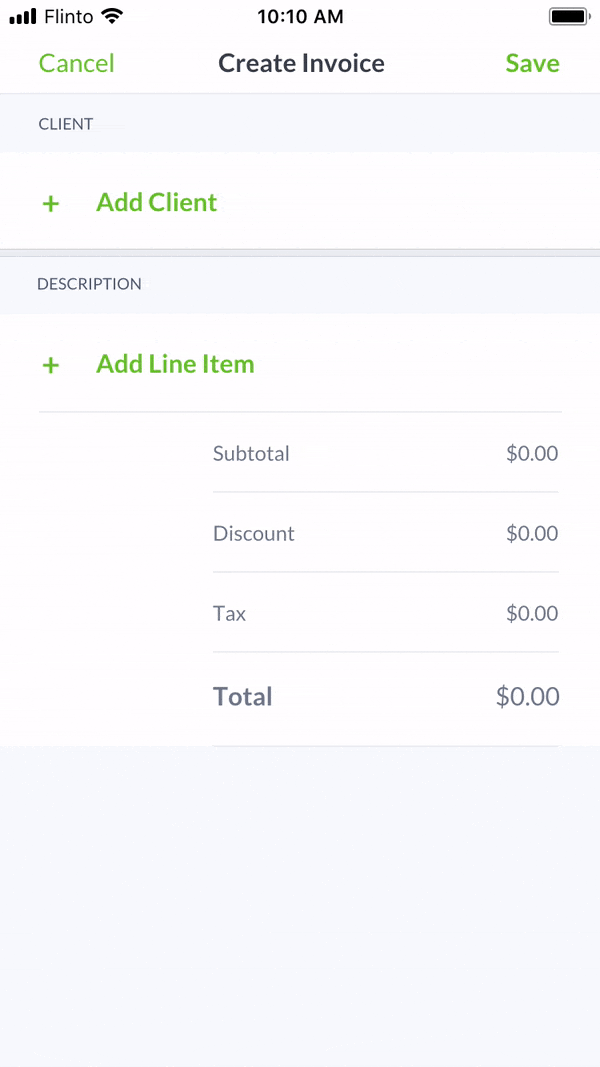 Flinto 10:10 AM
Cancel Create Invoice Save
CLIENT
+ Add Client
DESCRIPTION
+ Add Line Item
Subtotal $0.00
Discount $0.00
Tax $0.00
Total $0.00